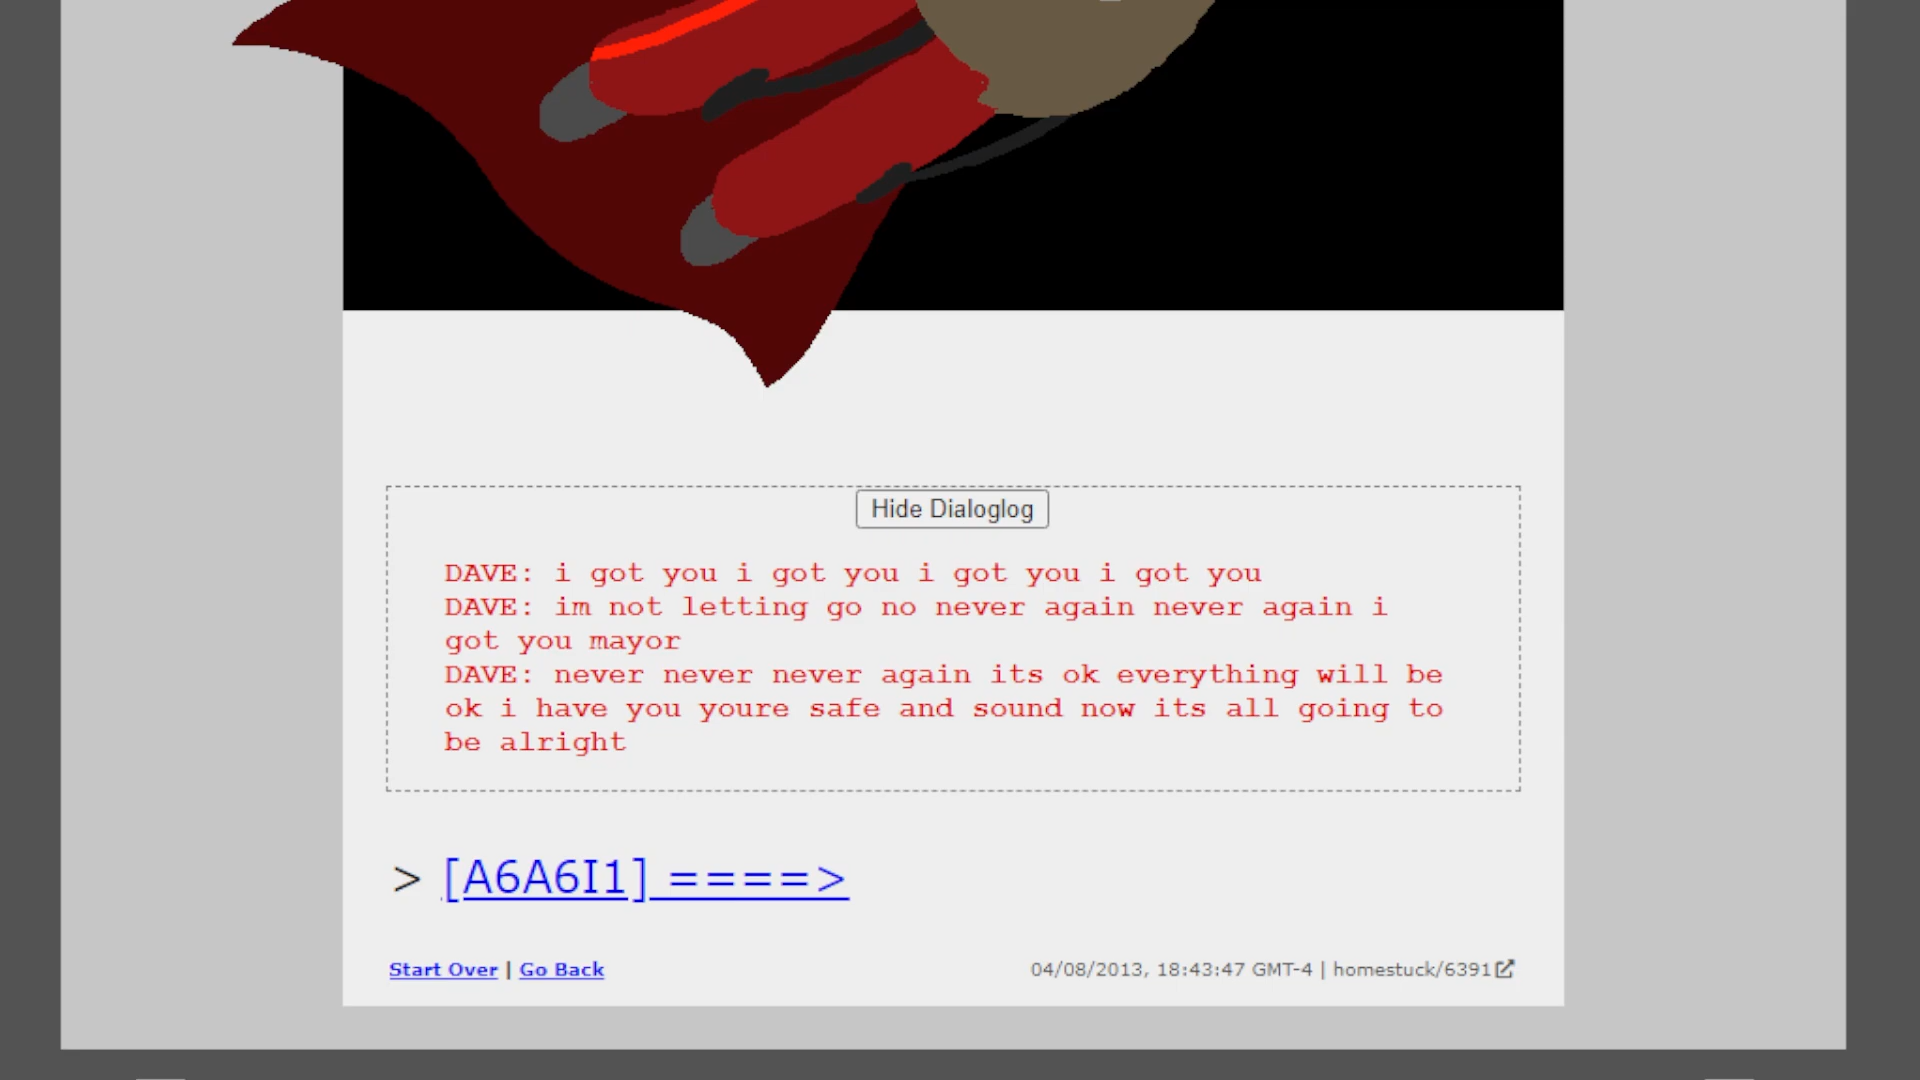 Hide Dialoglog
DAVE: i got you i got you i got you i got you
DAVE: im not letting go no never again never again i
got you mayor
DAVE: never never never again its ok everything will be
ok i have you youre safe and sound now its all going to
be alright
> [A6A6I1] ====>
Start Over | Go Back
04/08/2013, 18:43:47 GMT-4 | homestuck/6391